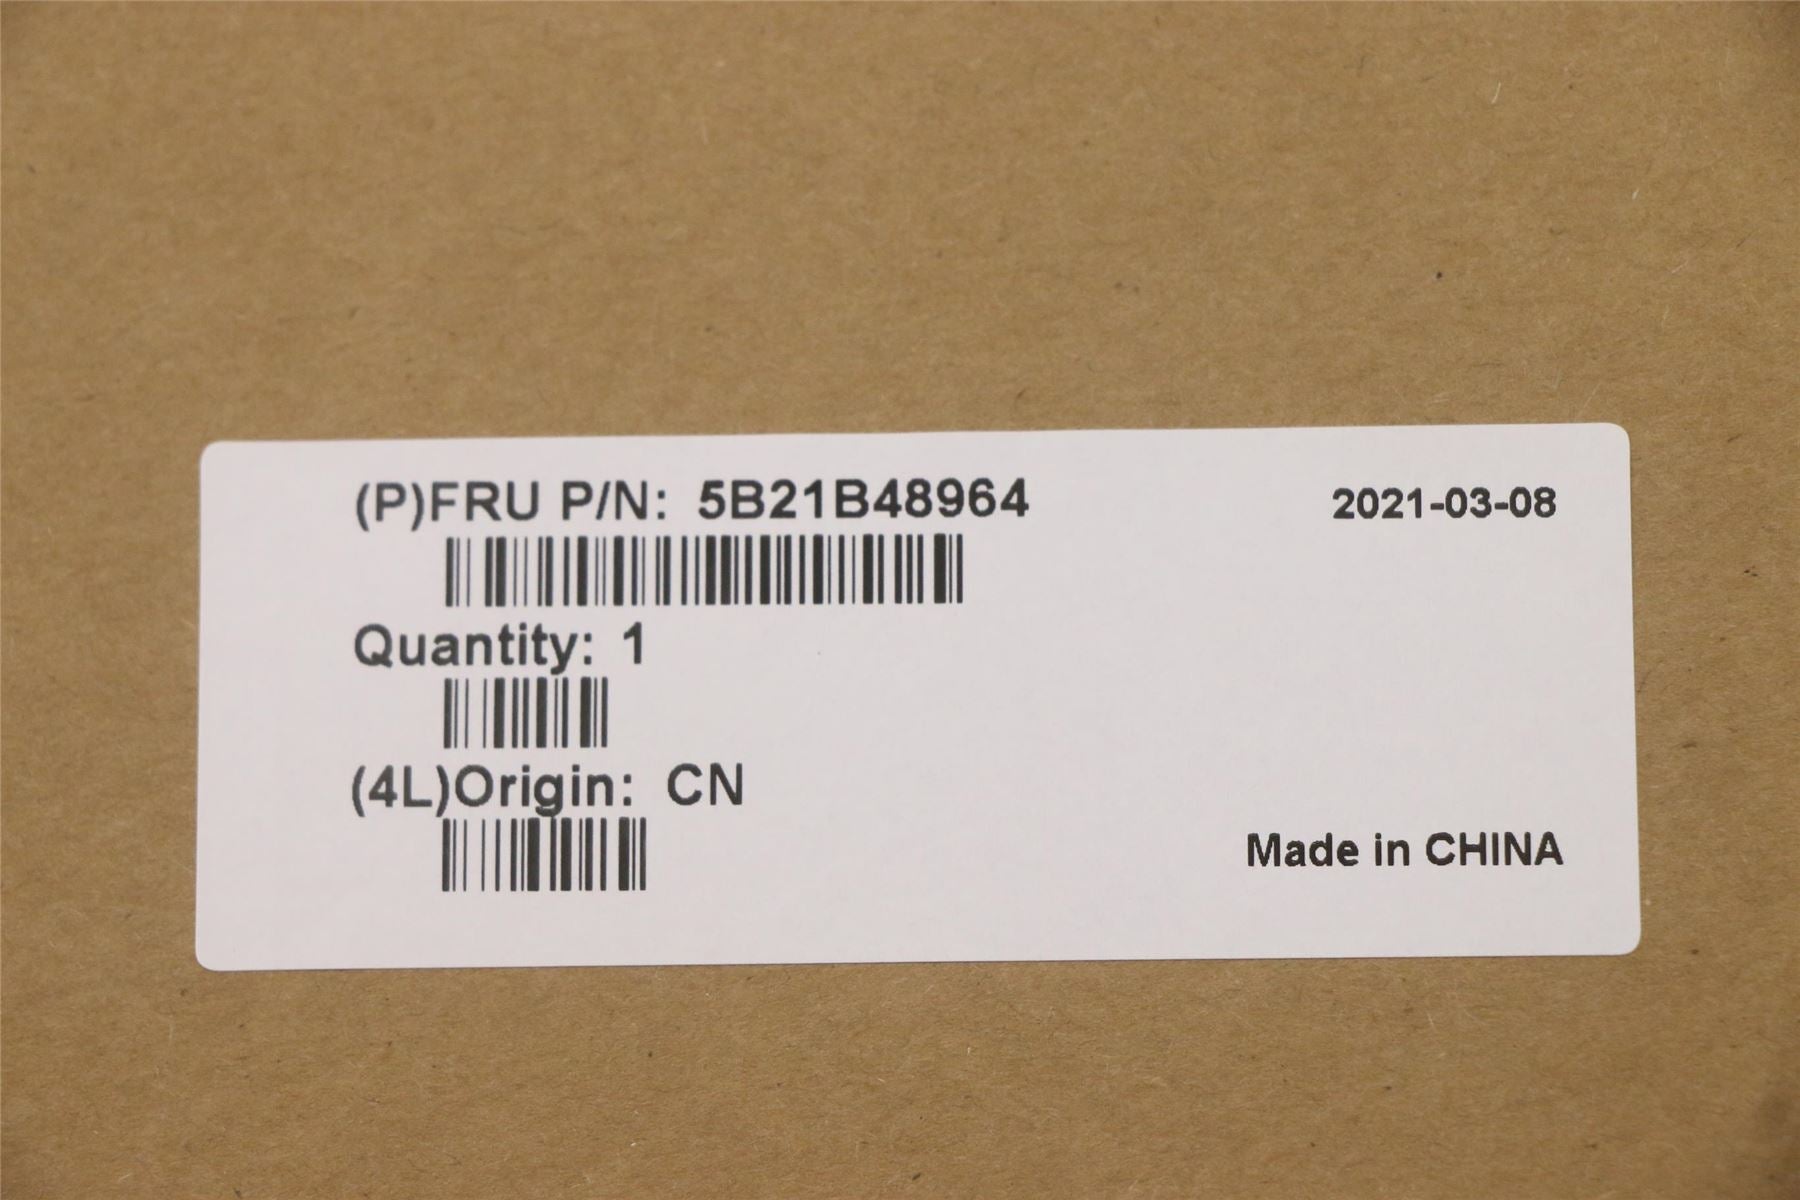 (P)FRU P/N: 5B21B48964
2021-03-08
Quantity: 1
(4L)Origin: CN
Made in CHINA